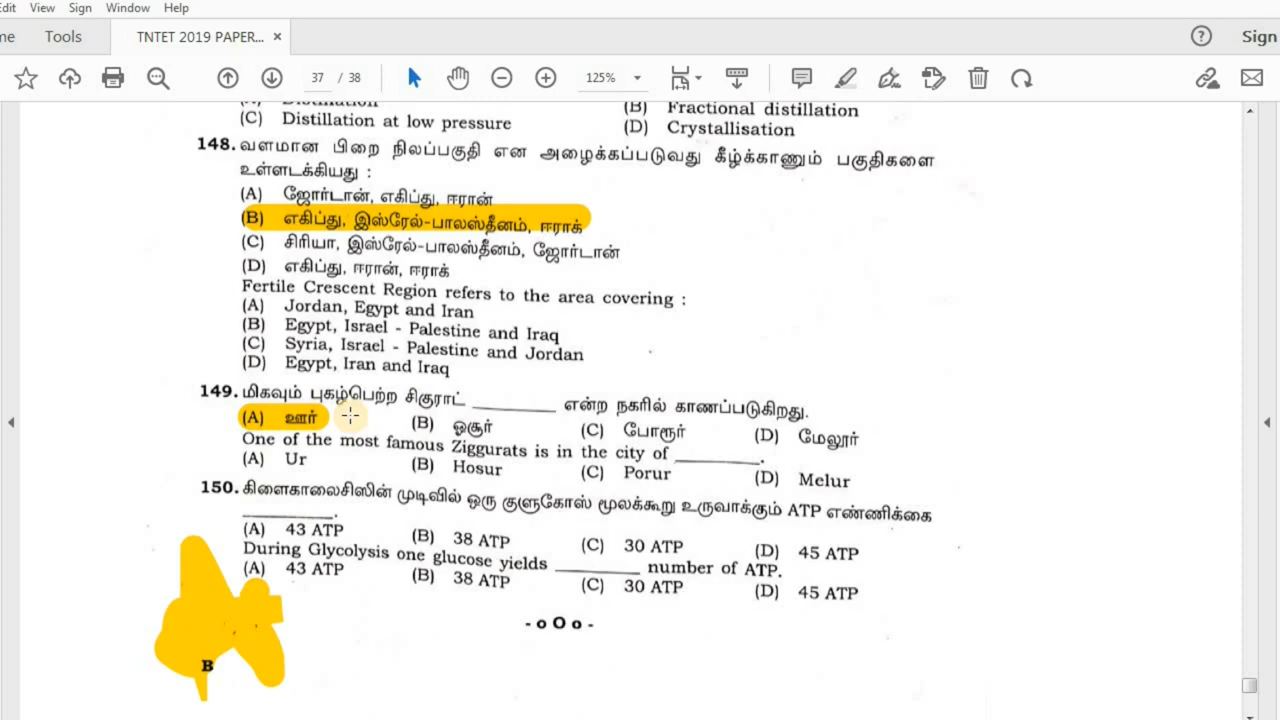 Edit View Sign Window Help
me Tools TNTET 2019 PAPER... × Sign
37 / 38 125%
(A) Distillation (B) Fractional distillation
(C) Distillation at low pressure (D) Crystallisation
148. வளமான பிறை நிலப்பகுதி என அழைக்கப்படுவது கீழ்க்காணும் பகுதிகளை
உள்ளடக்கியது :
(A) ஜோர்டான், எகிப்து, ஈரான்
(B) எகிப்து, இஸ்ரேல்-பாலஸ்தீனம், ஈராக்
(C) சிரியா, இஸ்ரேல்-பாலஸ்தீனம், ஜோர்டான்
(D) எகிப்து, ஈரான், ஈராக்
Fertile Crescent Region refers to the area covering :
(A) Jordan, Egypt and Iran
(B) Egypt, Israel - Palestine and Iraq
(C) Syria, Israel - Palestine and Jordan
(D) Egypt, Iran and Iraq
149. மிகவும் புகழ்பெற்ற சிகுராட் ________ என்ற நகரில் காணப்படுகிறது.
(A) ஊர் (B) ஓசூர் (C) போரூர் (D) மேலூர்
One of the most famous Ziggurats is in the city of ________.
(A) Ur (B) Hosur (C) Porur (D) Melur
150. கிளைகாலைசிஸின் முடிவில் ஒரு குளுகோஸ் மூலக்கூறு உருவாக்கும் ATP எண்ணிக்கை
________.
(A) 43 ATP (B) 38 ATP (C) 30 ATP (D) 45 ATP
During Glycolysis one glucose yields ________ number of ATP.
(A) 43 ATP (B) 38 ATP (C) 30 ATP (D) 45 ATP
- o O o -
B